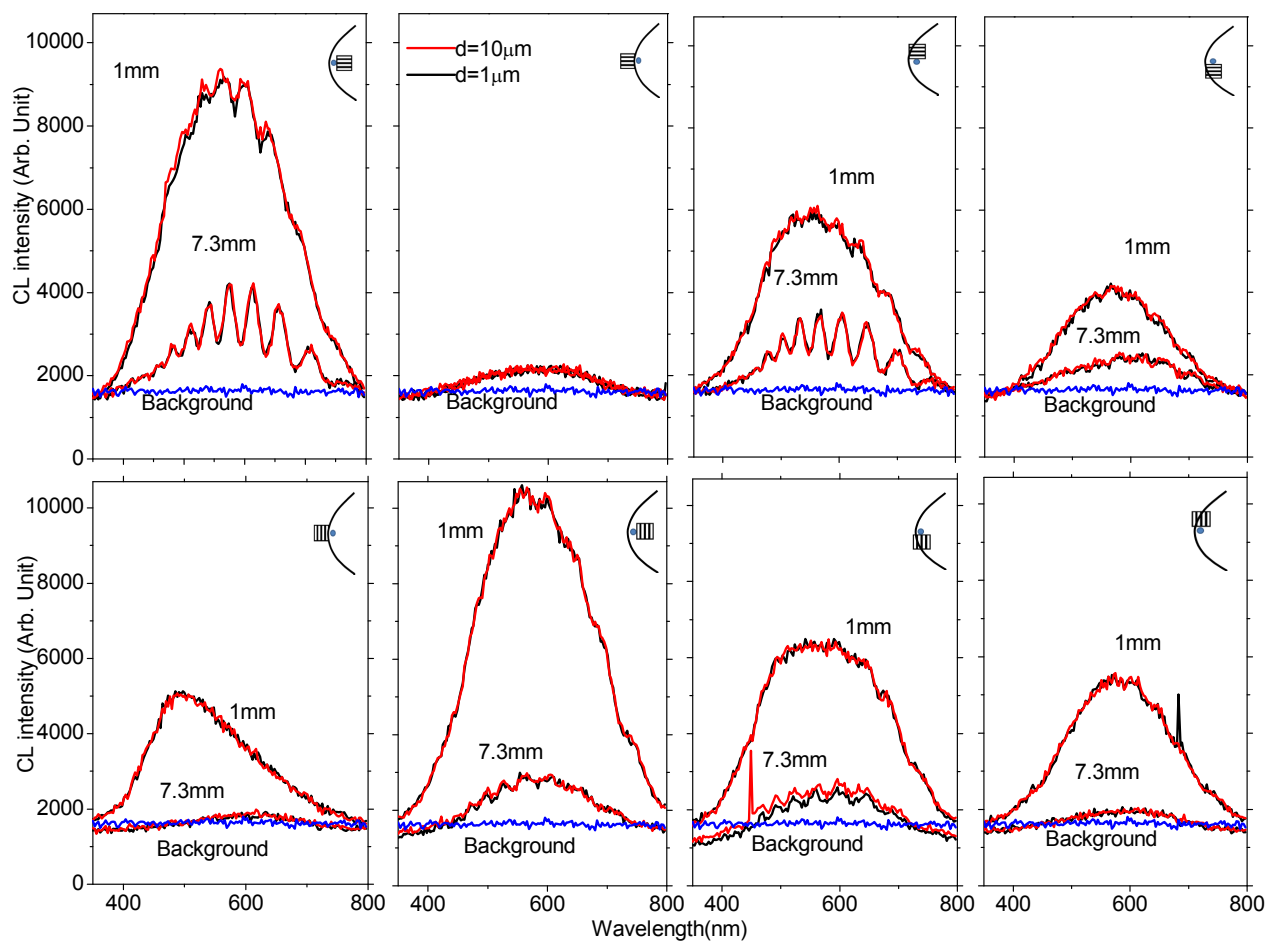 10000
8000
6000
4000
2000
0
CL intensity (Arb. Unit)
1mm
7.3mm
Background
d=10μm
d=1μm
Background
1mm
7.3mm
Background
1mm
7.3mm
Background
10000
8000
6000
4000
2000
0
CL intensity (Arb. Unit)
1mm
7.3mm
Background
1mm
7.3mm
Background
1mm
7.3mm
Background
1mm
7.3mm
Background
400 600 800
400 600 800
400 600 800
400 600 800
Wavelength(nm)